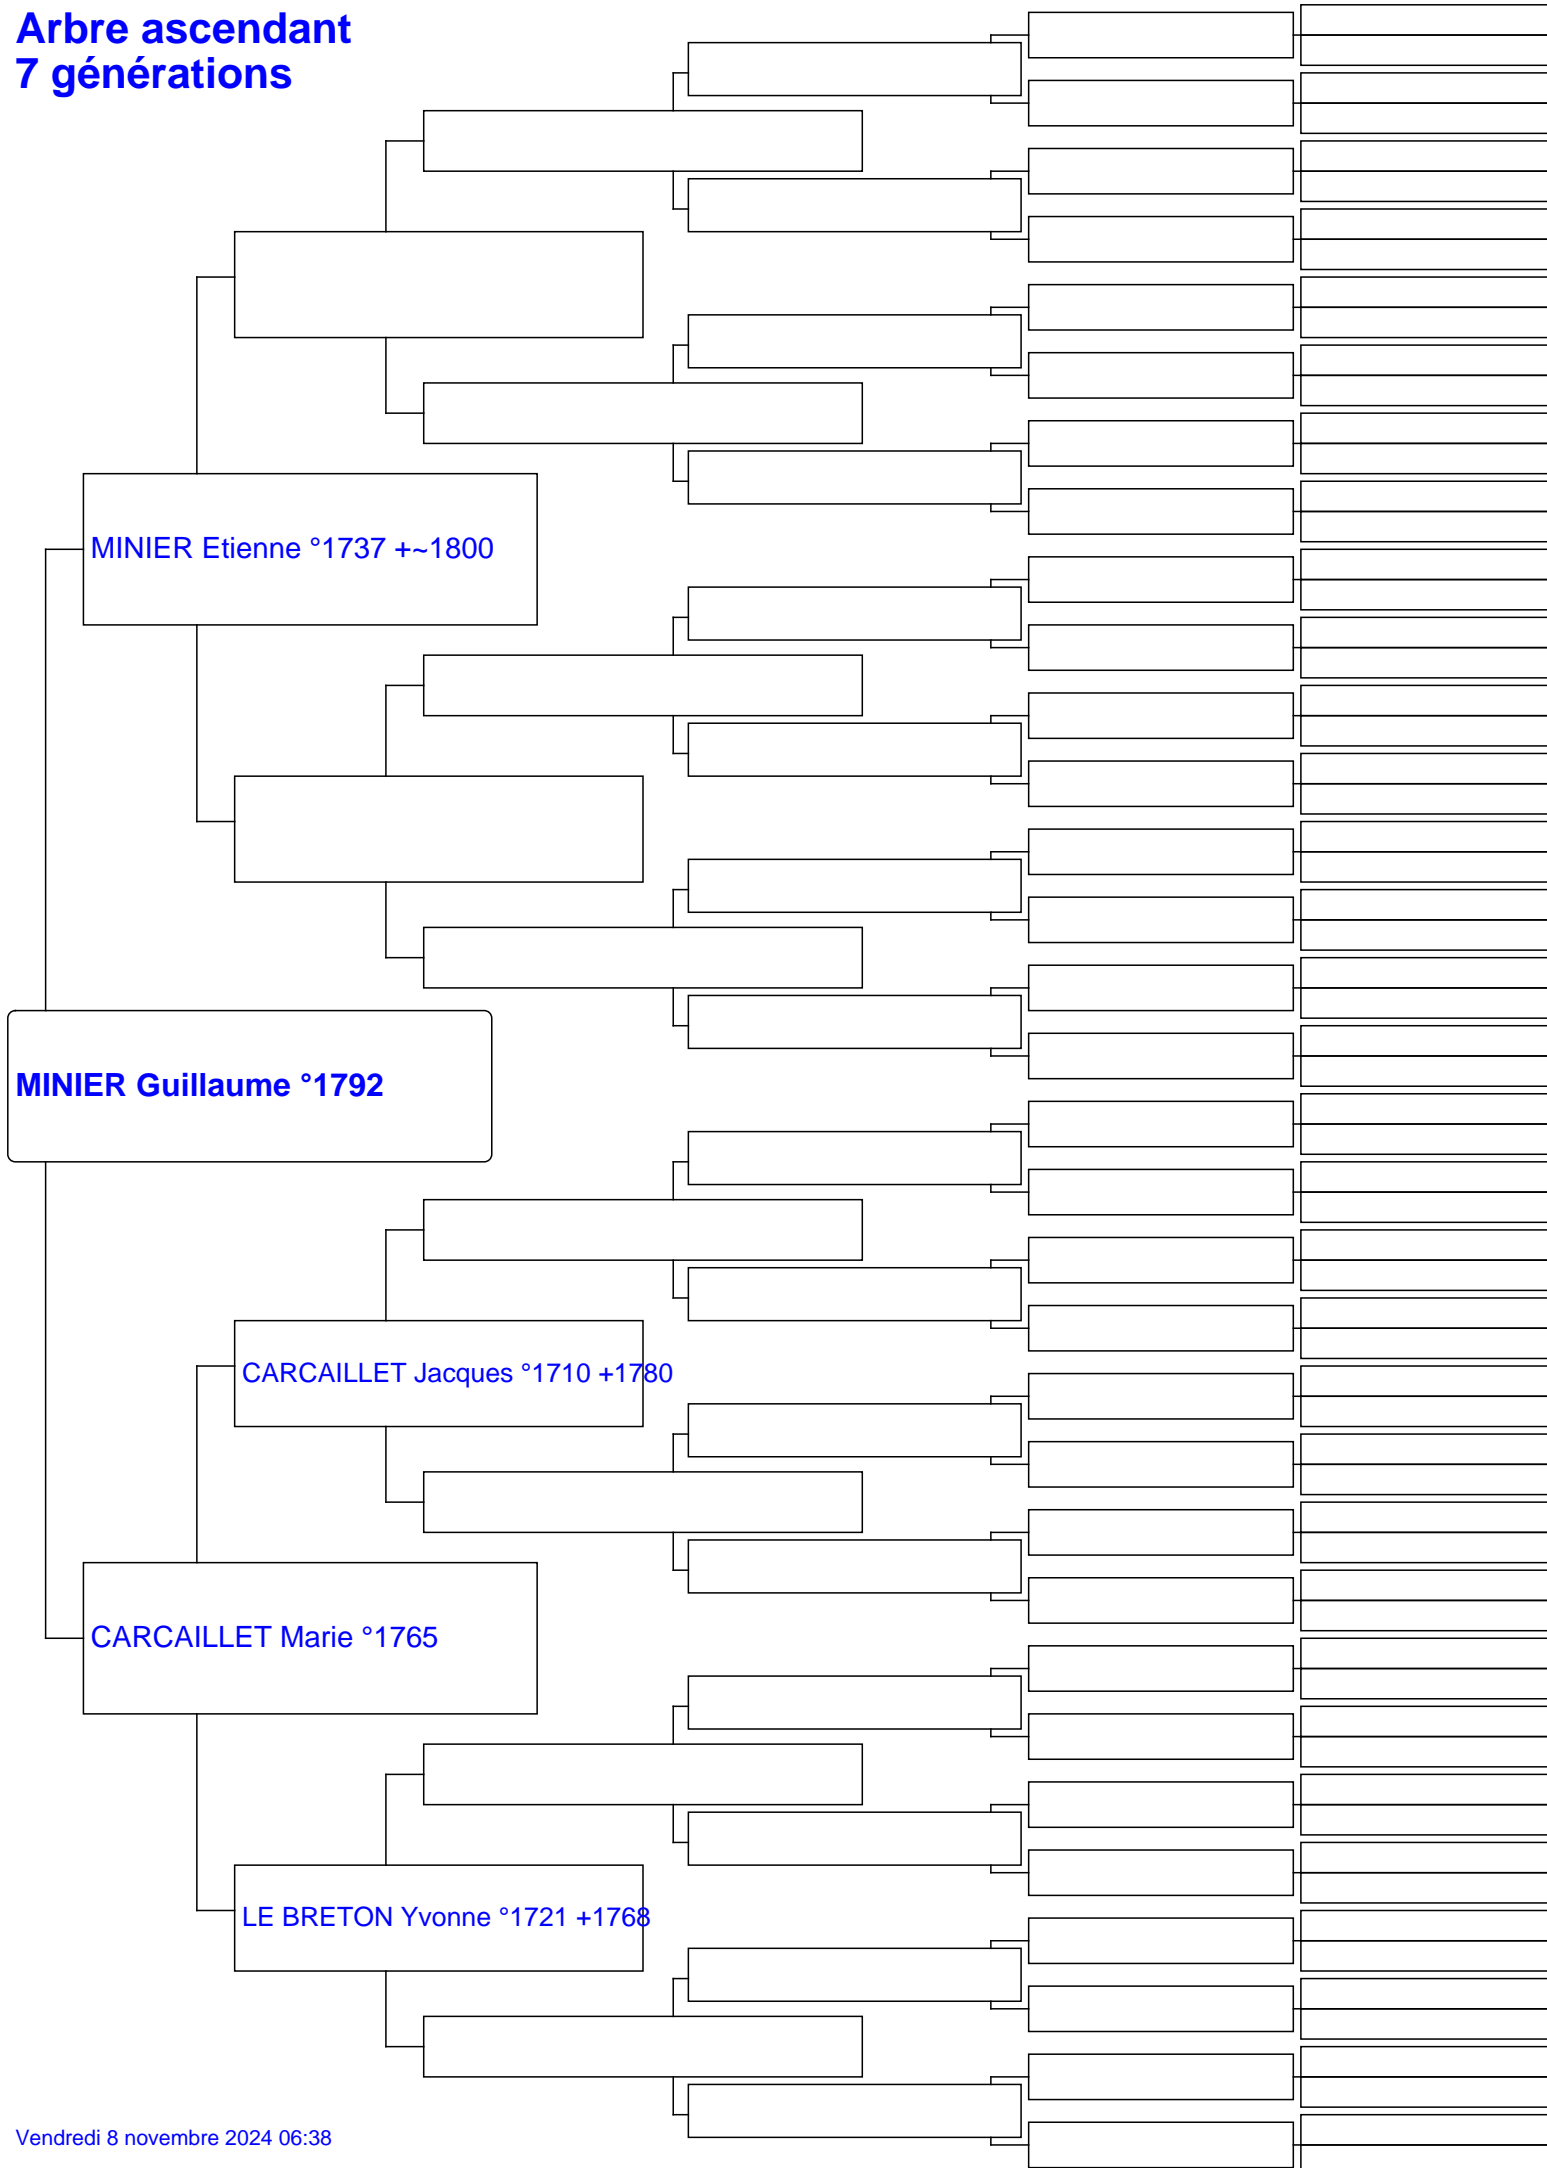 Arbre ascendant
7 générations
MINIER Etienne °1737 +~1800
MINIER Guillaume °1792
CARCAILLET Jacques °1710 +1780
CARCAILLET Marie °1765
LE BRETON Yvonne °1721 +1768
Vendredi 8 novembre 2024 06:38